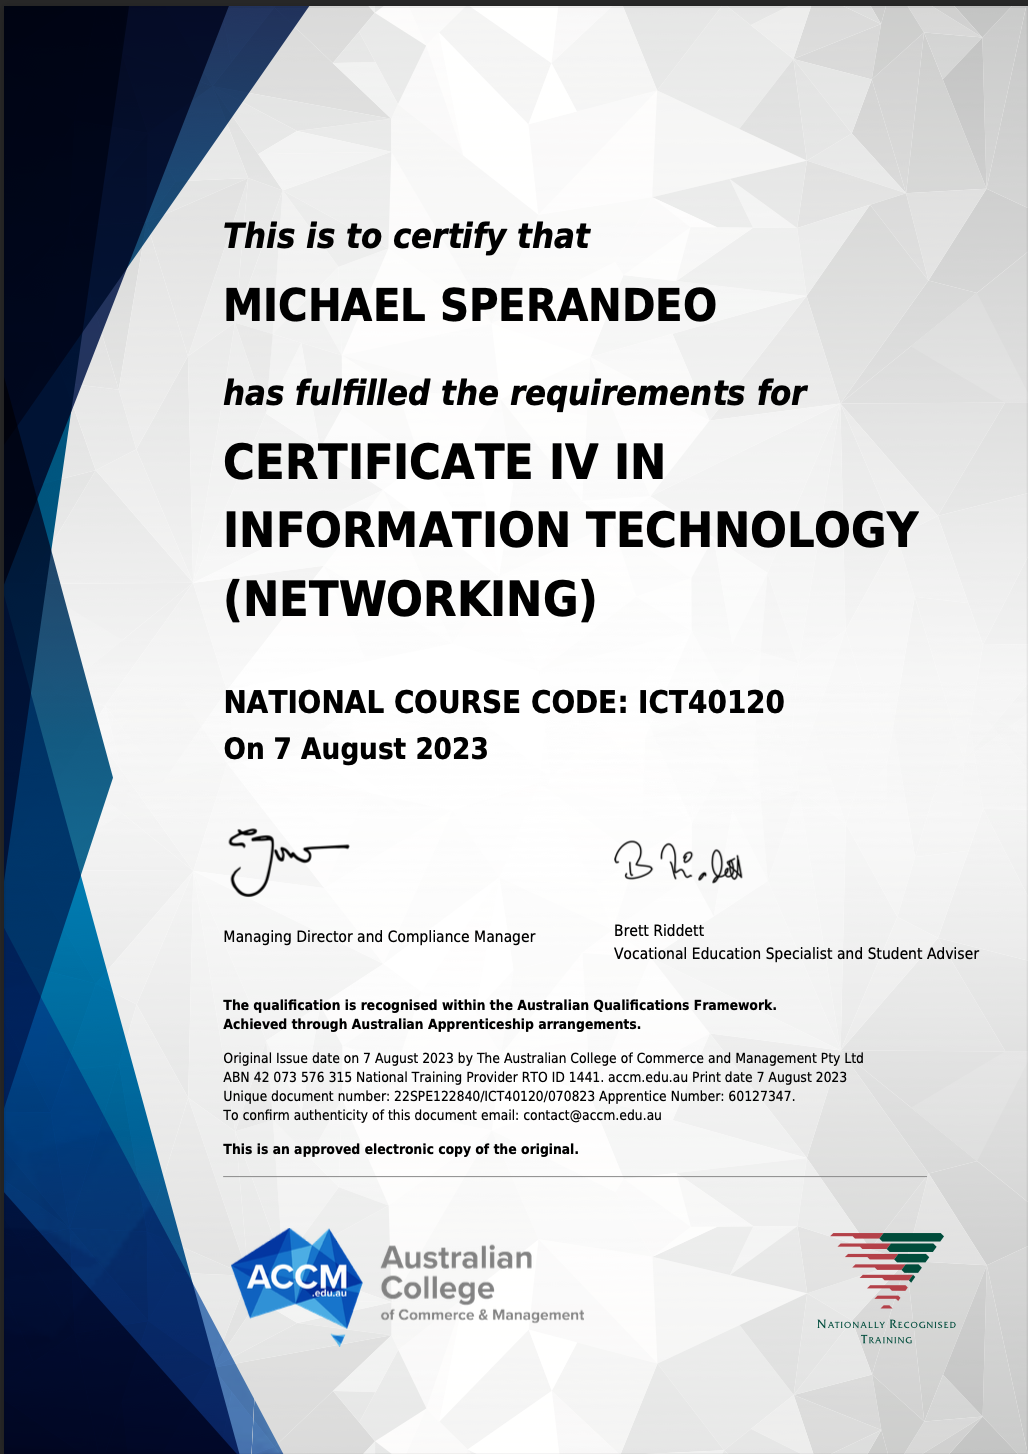 This is to certify that
MICHAEL SPERANDEO
has fulfilled the requirements for
CERTIFICATE IV IN
INFORMATION TECHNOLOGY
(NETWORKING)
NATIONAL COURSE CODE: ICT40120
On 7 August 2023
B Riddett
Managing Director and Compliance Manager
Brett Riddett
Vocational Education Specialist and Student Adviser
The qualification is recognised within the Australian Qualifications Framework.
Achieved through Australian Apprenticeship arrangements.
Original Issue date on 7 August 2023 by The Australian College of Commerce and Management Pty Ltd
ABN 42 073 576 315 National Training Provider RTO ID 1441. accm.edu.au Print date 7 August 2023
Unique document number: 22SPE122840/ICT40120/070823 Apprentice Number: 60127347.
To confirm authenticity of this document email: contact@accm.edu.au
This is an approved electronic copy of the original.
ACCM
.edu.au
Australian
College
of Commerce & Management
NATIONALLY RECOGNISED
TRAINING